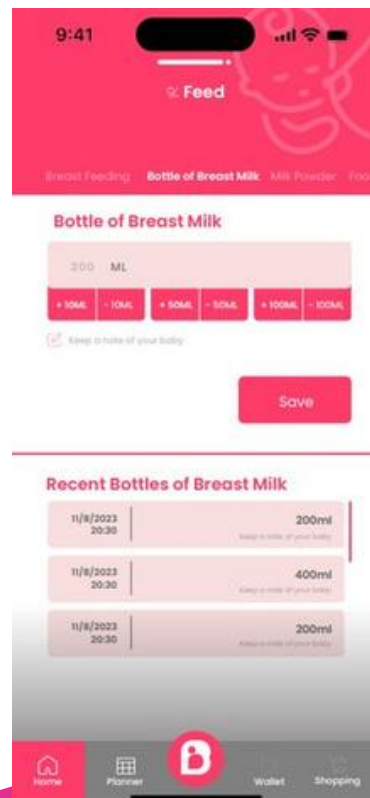 9:41
Feed
Breast Feeding Bottle of Breast Milk Milk Powder Foo
Bottle of Breast Milk
200 ML
+ 10ML - 10ML + 50ML - 50ML + 100ML - 100ML
Keep a note of your baby
Save
Recent Bottles of Breast Milk
11/8/2023 200ml
20:30 Keep a note of your baby
11/8/2023 400ml
20:30 Keep a note of your baby
11/8/2023 200ml
20:30 Keep a note of your baby
B
Home Planner Wallet Shopping